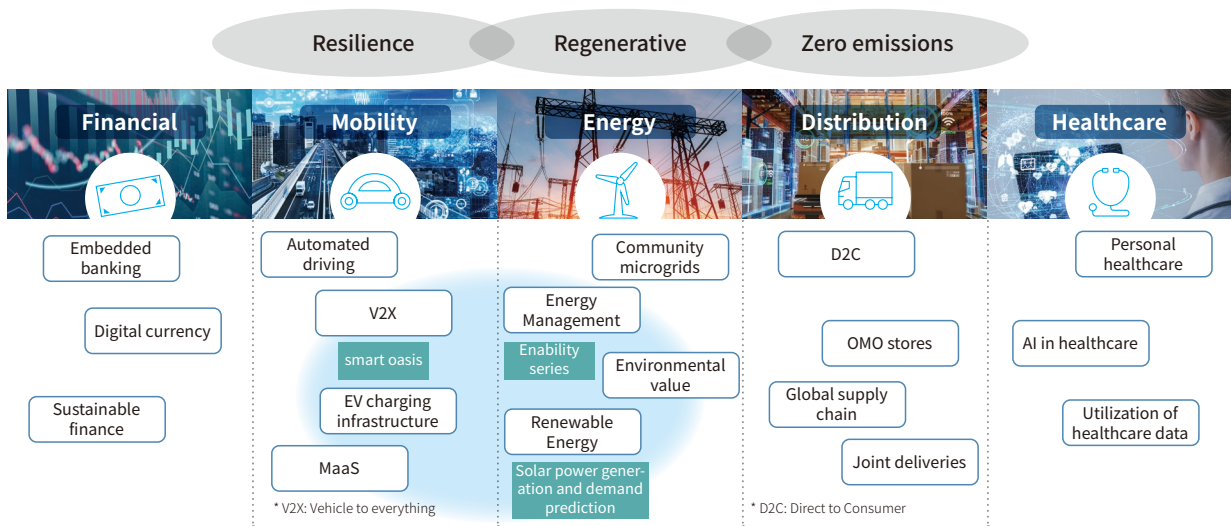 Resilience
Regenerative
Zero emissions
Financial
Mobility
Energy
Distribution
Healthcare
Embedded
banking
Digital currency
Sustainable
finance
Automated
driving
V2X
smart oasis
EV charging
infrastructure
MaaS
* V2X: Vehicle to everything
Community
microgrids
Energy
Management
Enability
series
Environmental
value
Renewable
Energy
Solar power gener-
ation and demand
prediction
D2C
OMO stores
Global supply
chain
Joint deliveries
* D2C: Direct to Consumer
Personal
healthcare
AI in healthcare
Utilization of
healthcare data